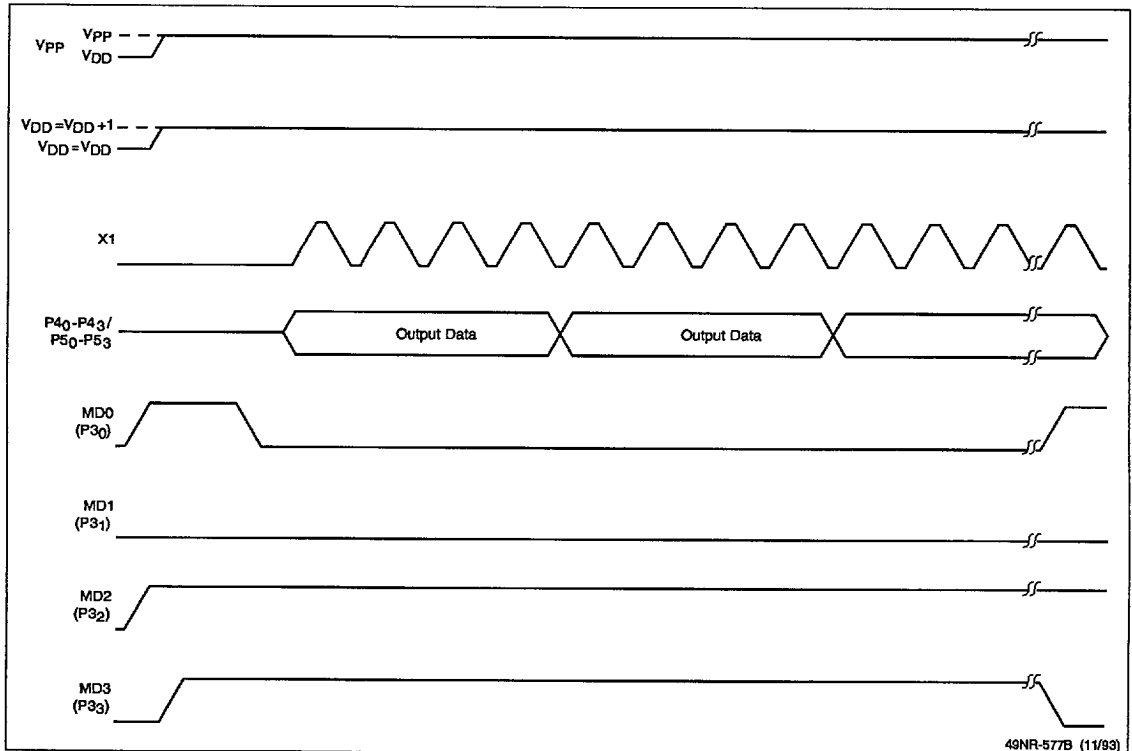 VPP
VPP
VDD
VDD=VDD+1
VDD=VDD
X1
P40-P43/
P50-P53
Output Data
Output Data
MD0
(P30)
MD1
(P31)
MD2
(P32)
MD3
(P33)
49NR-577B (11/93)